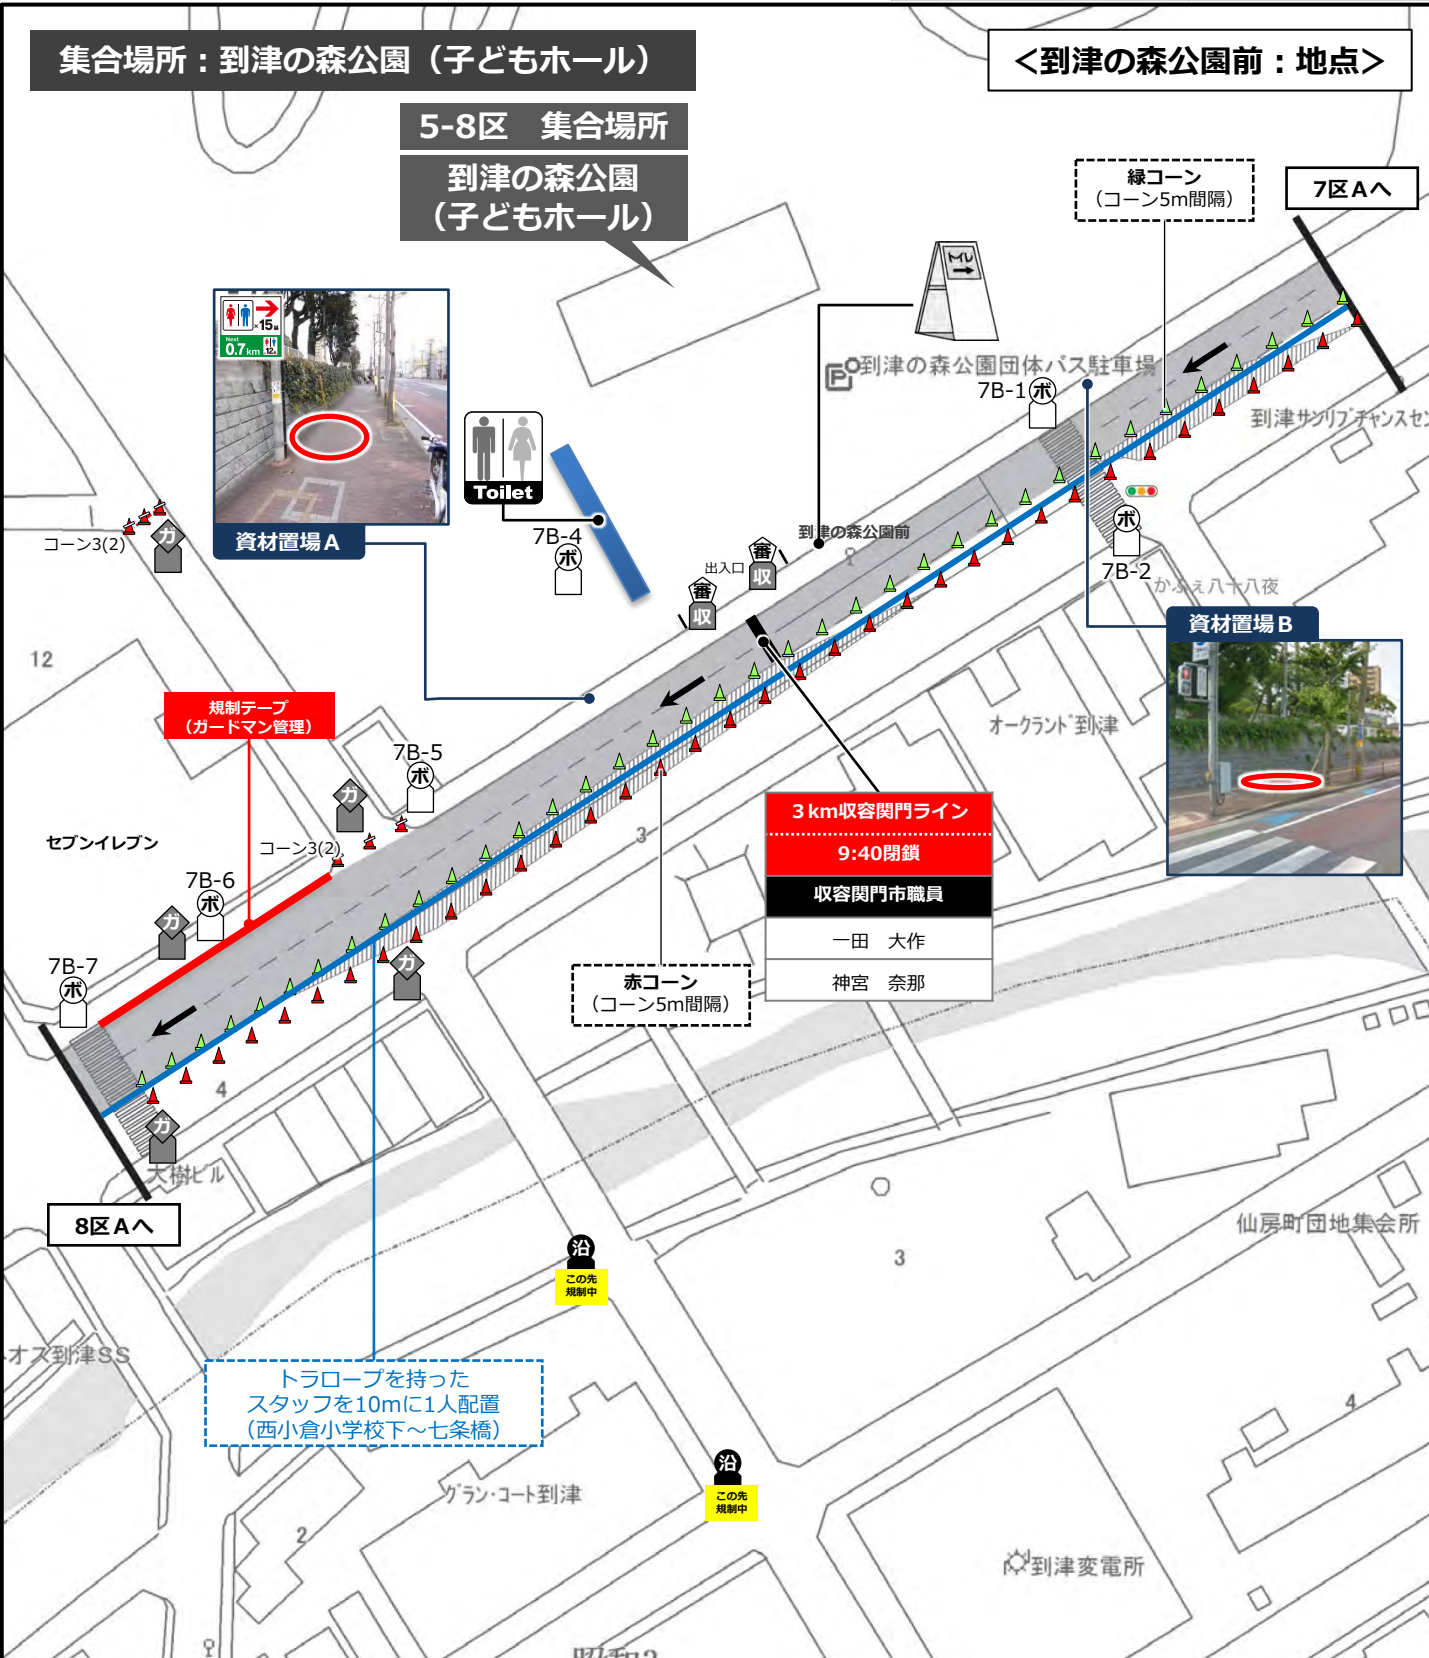 集合場所：到津の森公園（子どもホール）
＜到津の森公園前：地点＞
5-8区　集合場所
到津の森公園
（子どもホール）
緑コーン
（コーン5m間隔）
7区Aへ
トイレ
×15
Next
0.7km
到津の森公園団体バス駐車場
7B-1
ボ
到津サンリブチャンスセン
Toilet
コーン3(2)
ガ
資材置場A
7B-4
ボ
到津の森公園前
出入口
審
収
審
収
ボ
7B-2
かふぇ八十八夜
資材置場B
12
規制テープ
（ガードマン管理）
オークランド到津
7B-5
ボ
ガ
3km収容関門ライン
9:40閉鎖
収容関門市職員
一田　大作
神宮　奈那
3
セブンイレブン
コーン3(2)
7B-6
ボ
ガ
7B-7
ボ
ガ
赤コーン
（コーン5m間隔）
4
ガ
大樹ビル
8区Aへ
仙房町団地集会所
3
沿
この先
規制中
オス到津SS
トラロープを持った
スタッフを10mに1人配置
（西小倉小学校下～七条橋）
4
沿
この先
規制中
グラン・コート到津
2
到津変電所